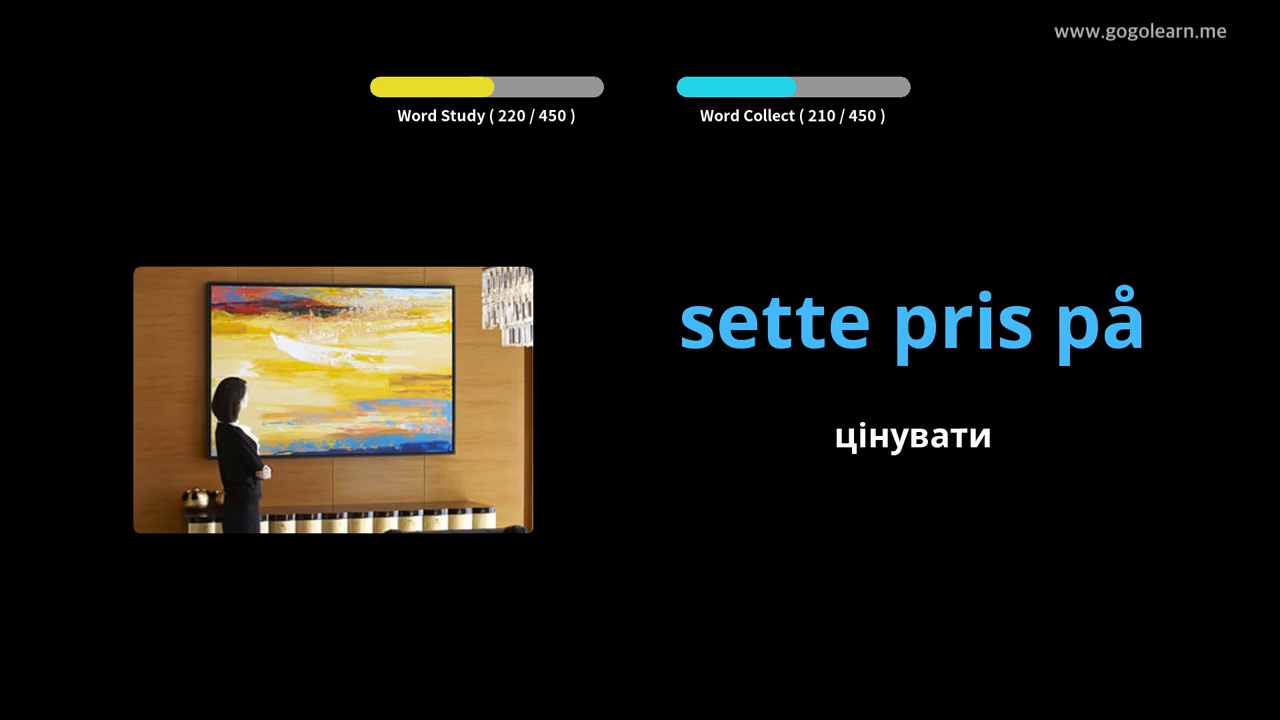 www.gogolearn.me
Word Study ( 220 / 450 )
Word Collect ( 210 / 450 )
sette pris på
цінувати